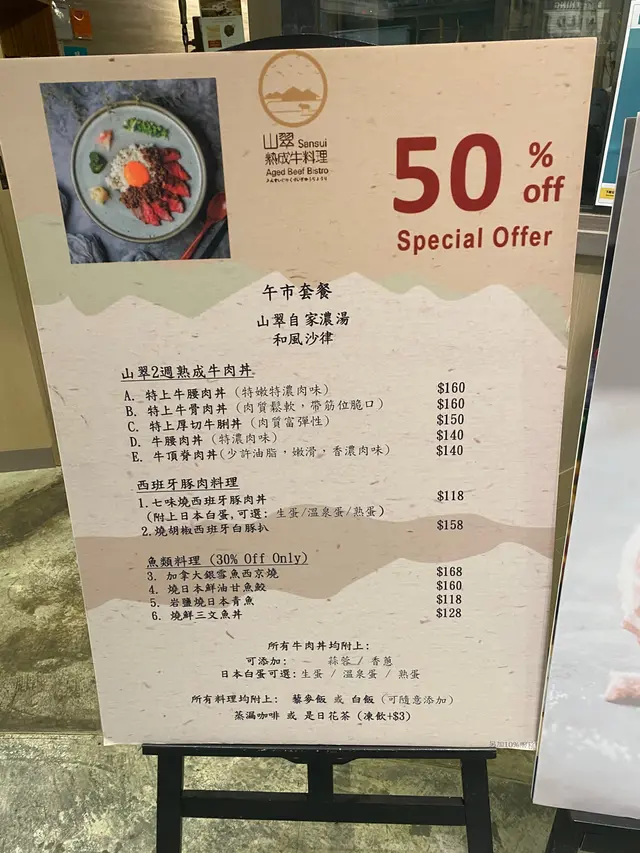 山翠 Sansui
熟成牛料理
Aged Beef Bistro
50 % off
Special Offer
午市套餐
山翠自家濃湯
和風沙律
山翠2週熟成牛肉丼
A. 特上牛腰肉丼 (特嫩特濃肉味) $160
B. 特上牛骨肉丼 (肉質鬆軟，帶筋位脆口) $160
C. 特上厚切牛脷丼 (肉質富彈性) $150
D. 牛腰肉丼 (特濃肉味) $140
E. 牛頂脊肉丼 (少許油脂，嫩滑，香濃肉味) $140
西班牙豚肉料理
1. 七味燒西班牙豚肉丼 $118
(附上日本白蛋,可選: 生蛋/溫泉蛋/熟蛋)
2. 燒胡椒西班牙白豚扒 $158
魚類料理 (30% Off Only)
3. 加拿大銀雪魚西京燒 $168
4. 燒日本鮮油甘魚鮫 $160
5. 岩鹽燒日本青魚 $118
6. 燒鮮三文魚丼 $128
所有牛肉丼均附上:
可添加: 蒜蓉 / 香蔥
日本白蛋可選: 生蛋 / 溫泉蛋 / 熟蛋
所有料理均附上: 藜麥飯 或 白飯 (可隨意添加)
蒸漏咖啡 或 是日花茶 (凍飲+$3)